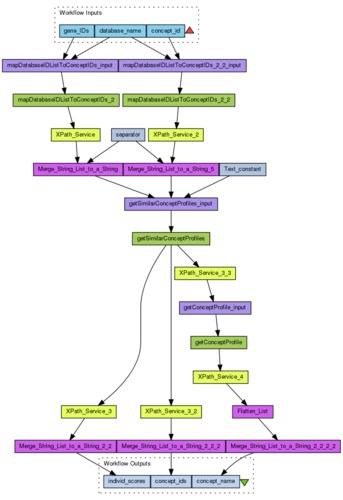 Workflow Inputs
gene_IDs database_name concept_id
mapDatabaseIDListToConceptIDs_input mapDatabaseIDListToConceptIDs_2_2_input
mapDatabaseIDListToConceptIDs_2 mapDatabaseIDListToConceptIDs_2_2
XPath_Service separator XPath_Service_2
Merge_String_List_to_a_String Merge_String_List_to_a_String_5 Text_constant
getSimilarConceptProfiles_input
getSimilarConceptProfiles
XPath_Service_3_3
getConceptProfile_input
getConceptProfile
XPath_Service_4
XPath_Service_3 XPath_Service_3_2 Flatten_List
Merge_String_List_to_a_String_2_2 Merge_String_List_to_a_String_2_2_2 Merge_String_List_to_a_String_2_2_2_2
Workflow Outputs
individ_scores concept_ids concept_name